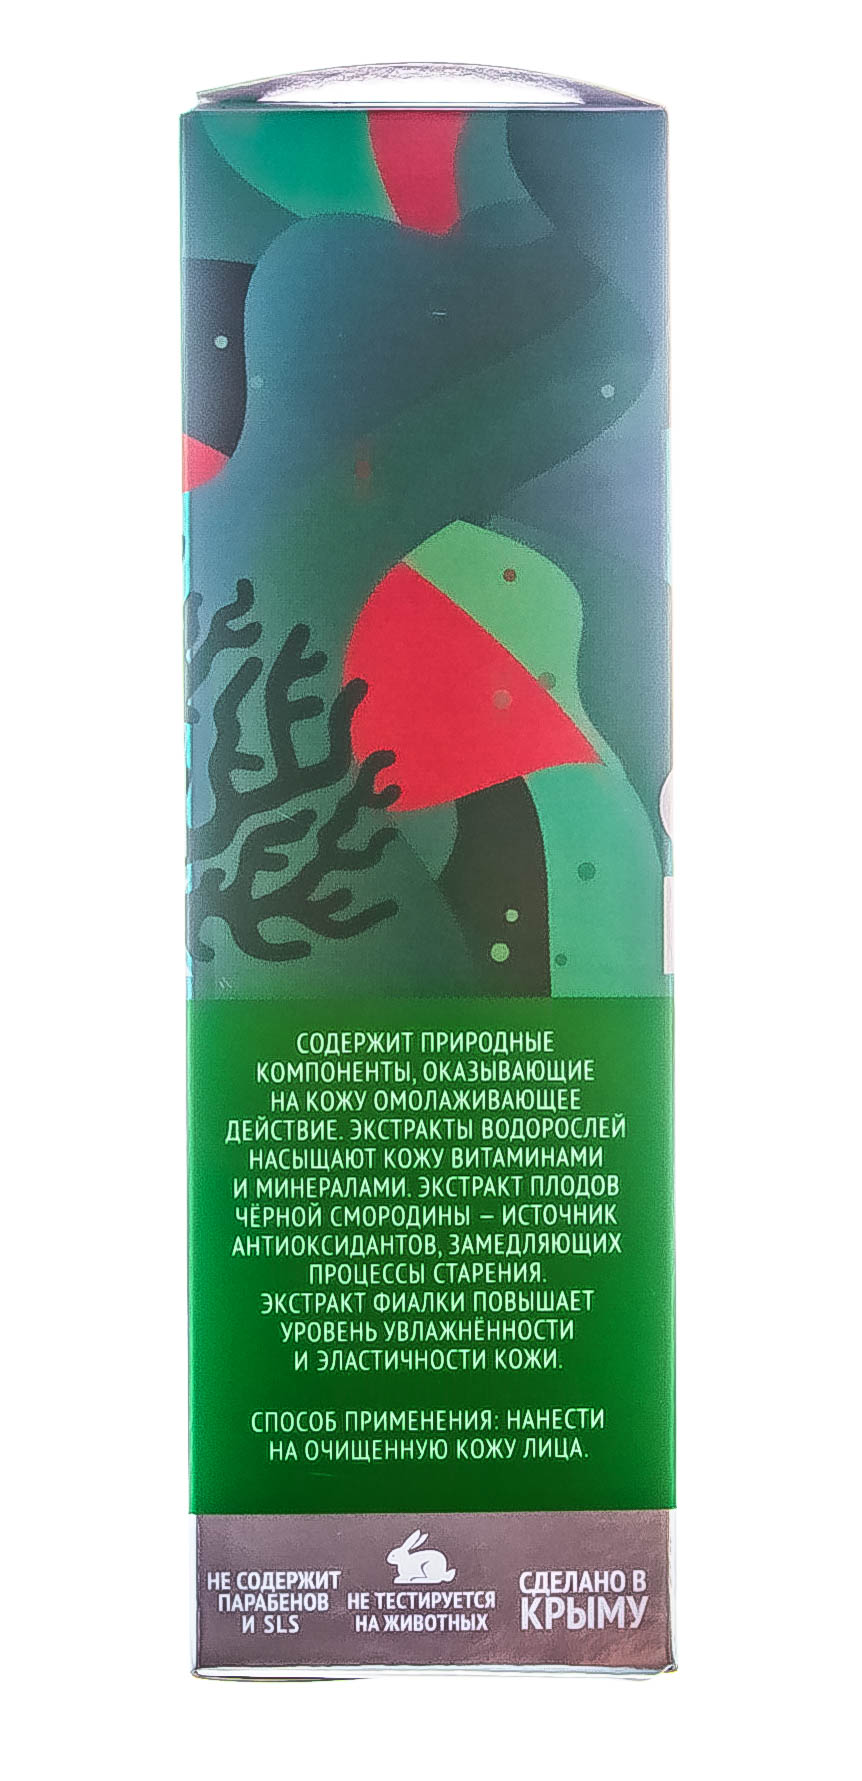 СОДЕРЖИТ ПРИРОДНЫЕ
КОМПОНЕНТЫ, ОКАЗЫВАЮЩИЕ
НА КОЖУ ОМОЛАЖИВАЮЩЕЕ
ДЕЙСТВИЕ. ЭКСТРАКТЫ ВОДОРОСЛЕЙ
НАСЫЩАЮТ КОЖУ ВИТАМИНАМИ
И МИНЕРАЛАМИ. ЭКСТРАКТ ПЛОДОВ
ЧЁРНОЙ СМОРОДИНЫ – ИСТОЧНИК
АНТИОКСИДАНТОВ, ЗАМЕДЛЯЮЩИХ
ПРОЦЕССЫ СТАРЕНИЯ.
ЭКСТРАКТ ФИАЛКИ ПОВЫШАЕТ
УРОВЕНЬ УВЛАЖНЁННОСТИ
И ЭЛАСТИЧНОСТИ КОЖИ.
СПОСОБ ПРИМЕНЕНИЯ: НАНЕСТИ
НА ОЧИЩЕННУЮ КОЖУ ЛИЦА.
НЕ СОДЕРЖИТ
ПАРАБЕНОВ
И SLS
НЕ ТЕСТИРУЕТСЯ
НА ЖИВОТНЫХ
СДЕЛАНО В
КРЫМУ